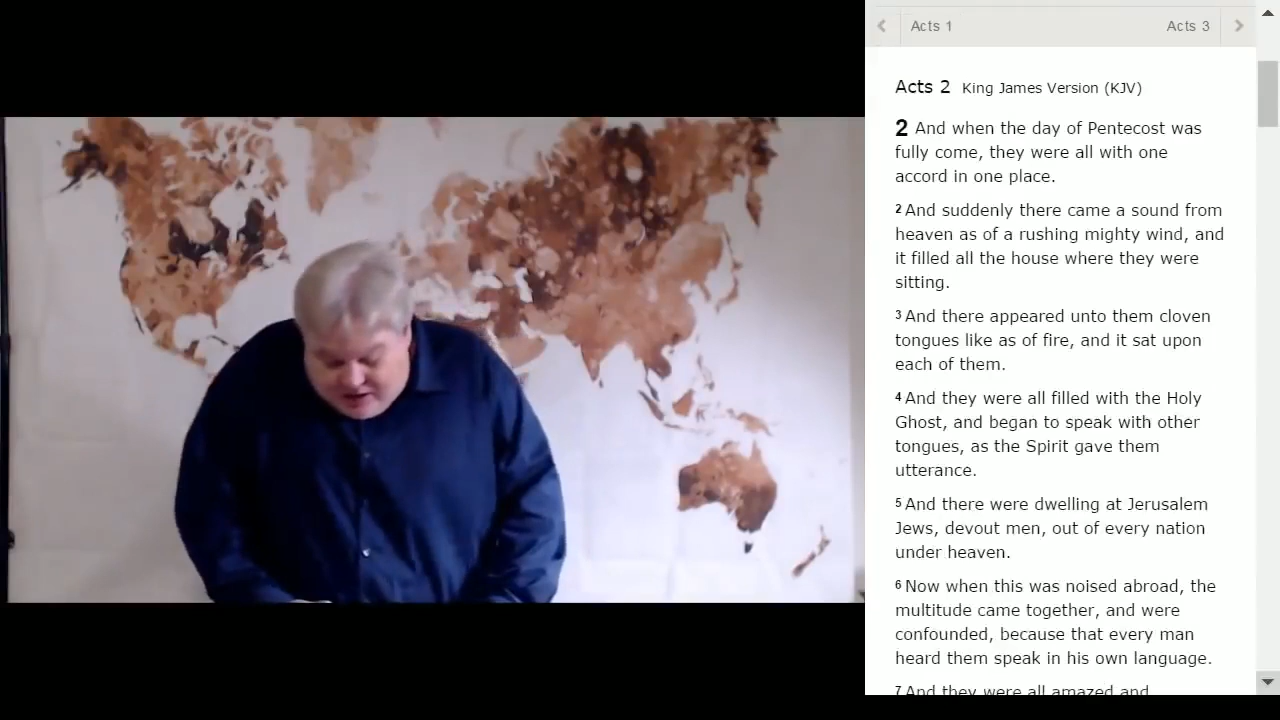 Acts 1
Acts 3
Acts 2 King James Version (KJV)
2 And when the day of Pentecost was
fully come, they were all with one
accord in one place.
2 And suddenly there came a sound from
heaven as of a rushing mighty wind, and
it filled all the house where they were
sitting.
3 And there appeared unto them cloven
tongues like as of fire, and it sat upon
each of them.
4 And they were all filled with the Holy
Ghost, and began to speak with other
tongues, as the Spirit gave them
utterance.
5 And there were dwelling at Jerusalem
Jews, devout men, out of every nation
under heaven.
6 Now when this was noised abroad, the
multitude came together, and were
confounded, because that every man
heard them speak in his own language.
7 And they were all amazed and